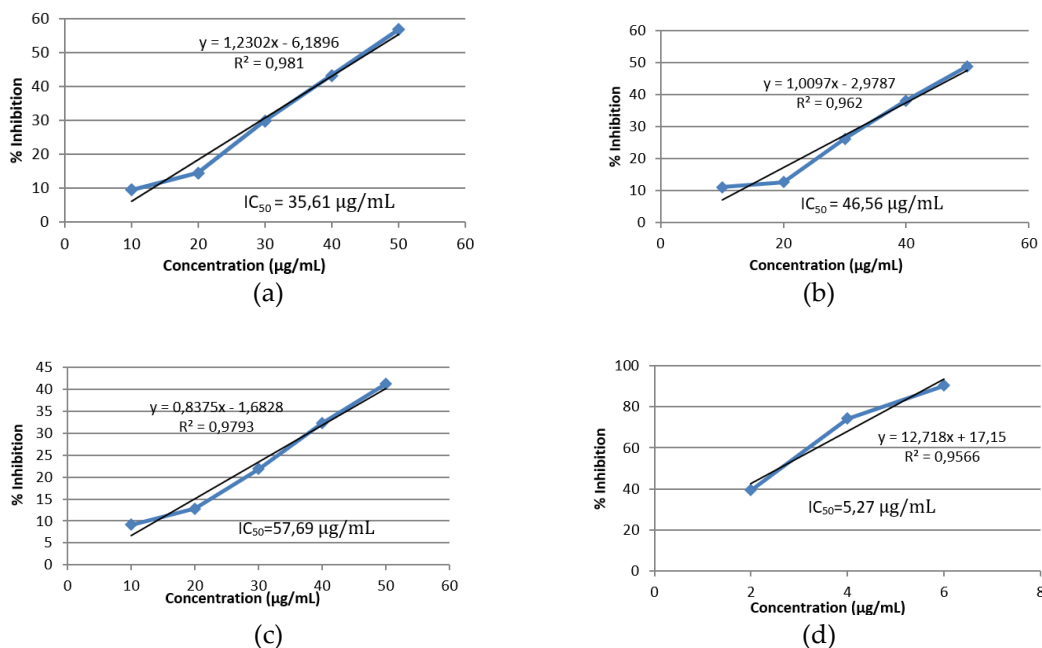 60
50
40
30
20
10
0
% Inhibition
y = 1,2302x - 6,1896
R² = 0,981
IC₅₀ = 35,61 µg/mL
0 10 20 30 40 50 60
Concentration (µg/mL)
(a)
60
50
40
30
20
10
0
% Inhibition
y = 1,0097x - 2,9787
R² = 0,962
IC₅₀ = 46,56 µg/mL
0 20 40 60
Concentration (µg/mL)
(b)
45
40
35
30
25
20
15
10
5
0
% Inhibition
y = 0,8375x - 1,6828
R² = 0,9793
IC₅₀=57,69 µg/mL
0 10 20 30 40 50 60
Concentration (µg/mL)
(c)
100
80
60
40
20
0
% Inhibition
y = 12,718x + 17,15
R² = 0,9566
IC₅₀=5,27 µg/mL
0 2 4 6 8
Concentration (µg/mL)
(d)